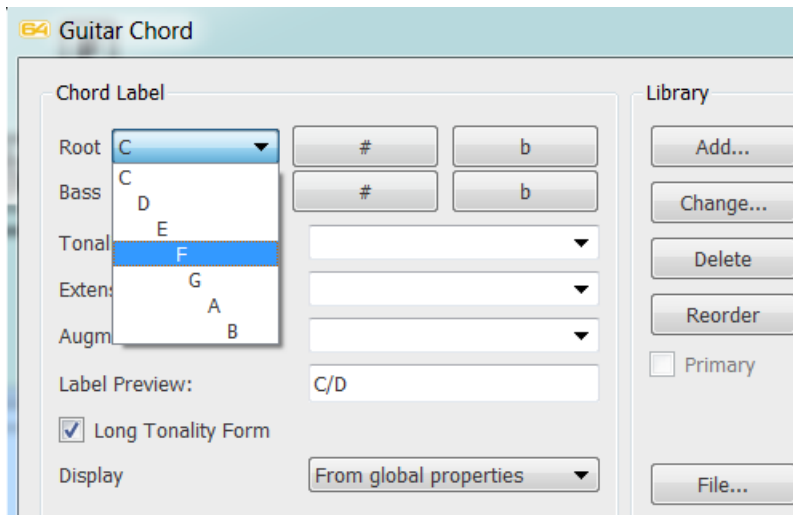 64 Guitar Chord
Chord Label
Root C # b
C
D
E
F
G
A
B
Bass # b
Tonal
Exten
Augm
Label Preview: C/D
Long Tonality Form
Display From global properties
Library
Add...
Change...
Delete
Reorder
Primary
File...